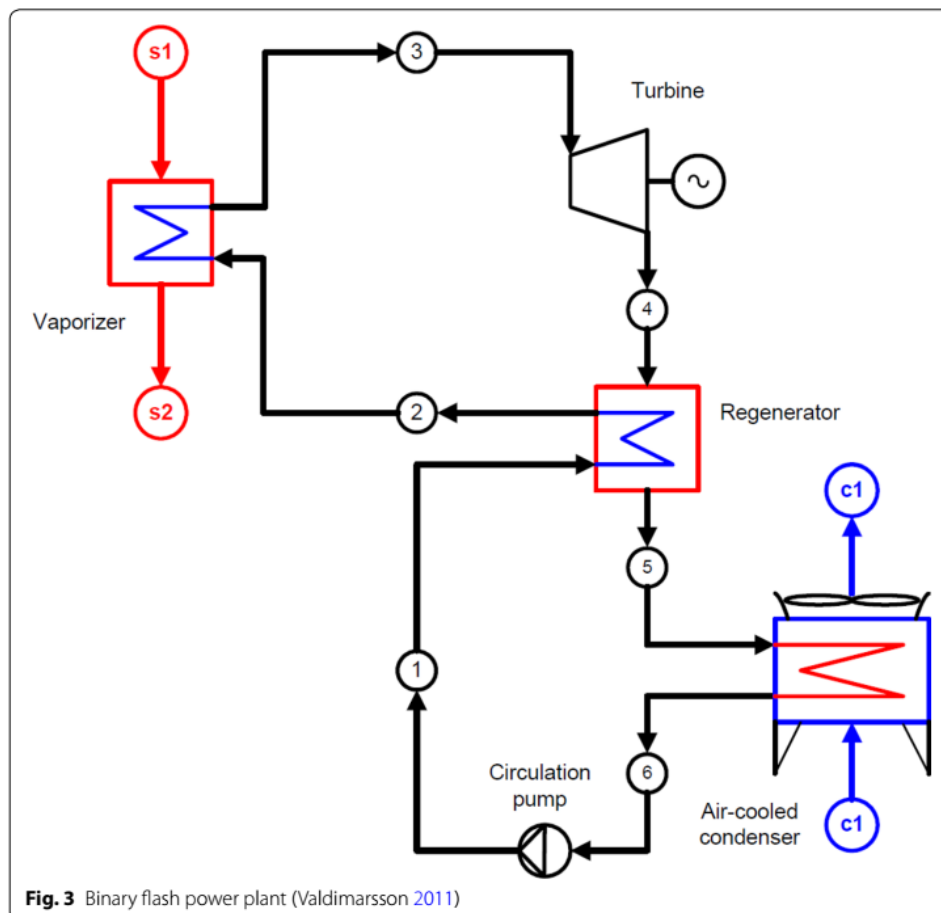 s1
3
Turbine
~
Vaporizer
4
s2
2
Regenerator
c1
5
1
Circulation
pump
6
Air-cooled
condenser
c1
Fig. 3 Binary flash power plant (Valdimarsson 2011)